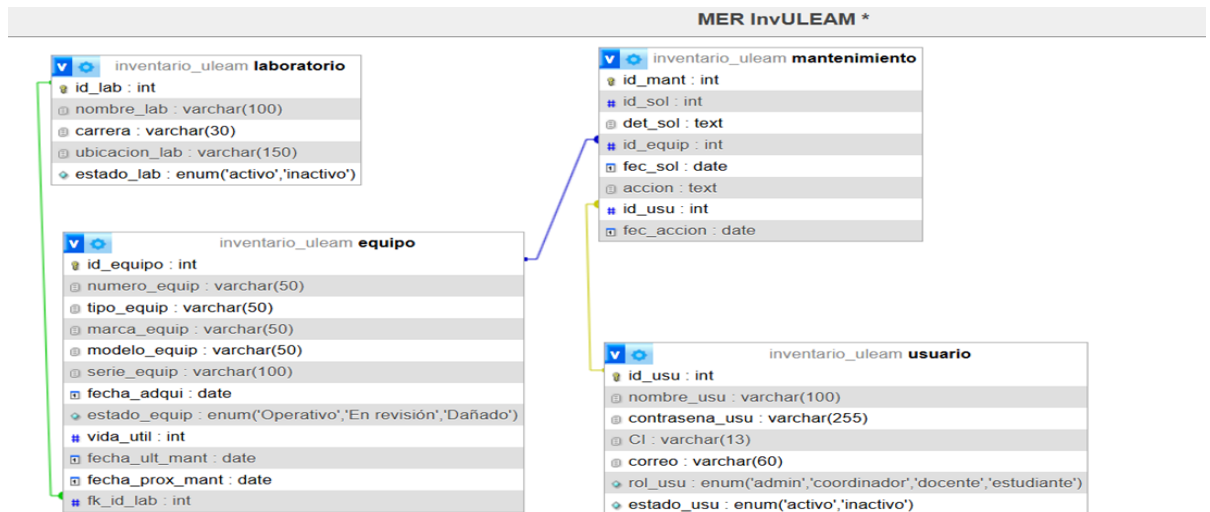 MER InvULEAM *
inventario_uleam laboratorio
id_lab : int
nombre_lab : varchar(100)
carrera : varchar(30)
ubicacion_lab : varchar(150)
estado_lab : enum('activo','inactivo')
inventario_uleam mantenimiento
id_mant : int
id_sol : int
det_sol : text
id_equip : int
fec_sol : date
accion : text
id_usu : int
fec_accion : date
inventario_uleam equipo
id_equipo : int
numero_equip : varchar(50)
tipo_equip : varchar(50)
marca_equip : varchar(50)
modelo_equip : varchar(50)
serie_equip : varchar(100)
fecha_adqui : date
estado_equip : enum('Operativo','En revisión','Dañado')
vida_util : int
fecha_ult_mant : date
fecha_prox_mant : date
fk_id_lab : int
inventario_uleam usuario
id_usu : int
nombre_usu : varchar(100)
contrasena_usu : varchar(255)
CI : varchar(13)
correo : varchar(60)
rol_usu : enum('admin','coordinador','docente','estudiante')
estado_usu : enum('activo','inactivo')